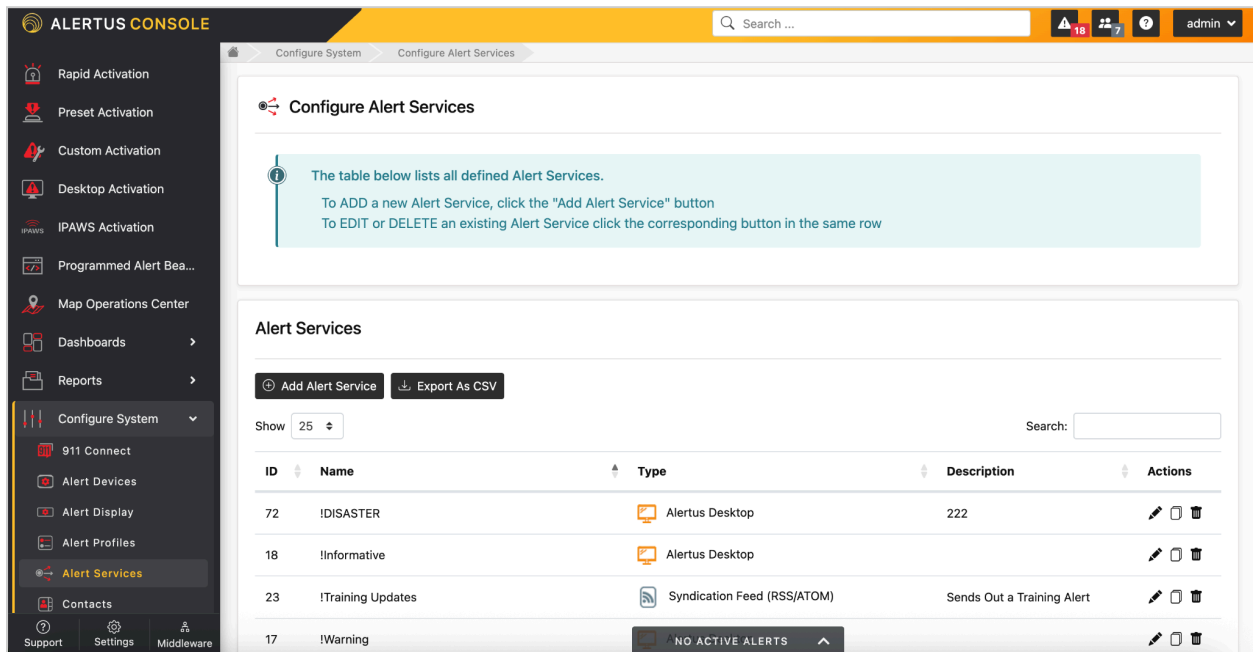 ALERTUS CONSOLE
Search ...
18
7
admin
Configure System
Configure Alert Services
Rapid Activation
Preset Activation
Custom Activation
Desktop Activation
IPAWS
IPAWS Activation
Programmed Alert Bea...
Map Operations Center
Dashboards
Reports
Configure System
911 Connect
Alert Devices
Alert Display
Alert Profiles
Alert Services
Contacts
Support
Settings
Middleware
Configure Alert Services
The table below lists all defined Alert Services.
To ADD a new Alert Service, click the "Add Alert Service" button
To EDIT or DELETE an existing Alert Service click the corresponding button in the same row
Alert Services
Add Alert Service
Export As CSV
Show 25
Search:
ID Name Type Description Actions
72 !DISASTER Alertus Desktop 222
18 !Informative Alertus Desktop
23 !Training Updates Syndication Feed (RSS/ATOM) Sends Out a Training Alert
17 !Warning
NO ACTIVE ALERTS